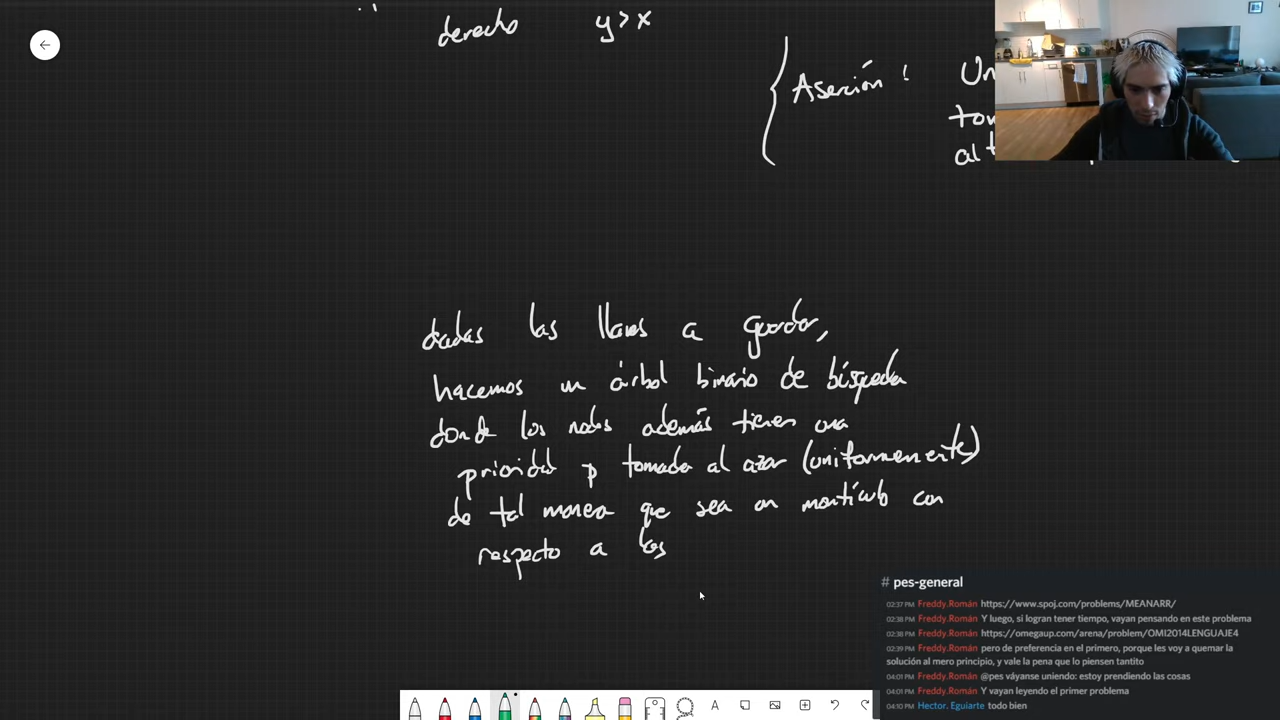 derecho y > x
Aserción !
Un
tom
al t
dadas las llaves a guardar,
hacemos un árbol binario de búsqueda
donde los nodos además tienen una
prioridad p tomada al azar (uniformemente)
de tal manera que sea un montículo con
respecto a las
# pes-general
02:37 PM Freddy.Román https://www.spoj.com/problems/MEANARR/
02:38 PM Freddy.Román Y luego, si logran tener tiempo, vayan pensando en este problema
02:38 PM Freddy.Román https://omegaup.com/arena/problem/OMI2014LENGUAJE4
02:39 PM Freddy.Román pero de preferencia en el primero, porque les voy a quemar la
solución al mero principio, y vale la pena que lo piensen tantito
04:01 PM Freddy.Román @pes váyanse uniendo: estoy prendiendo las cosas
04:01 PM Freddy.Román Y vayan leyendo el primer problema
04:10 PM Hector. Eguiarte todo bien